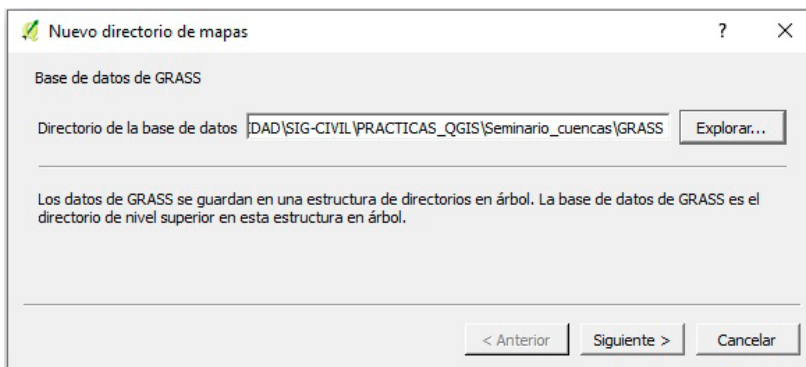 Nuevo directorio de mapas
?
Base de datos de GRASS
Directorio de la base de datos
DAD\SIG-CIVIL\PRACTICAS_QGIS\Seminario_cuencas\GRASS
Explorar...
Los datos de GRASS se guardan en una estructura de directorios en árbol. La base de datos de GRASS es el
directorio de nivel superior en esta estructura en árbol.
< Anterior
Siguiente >
Cancelar